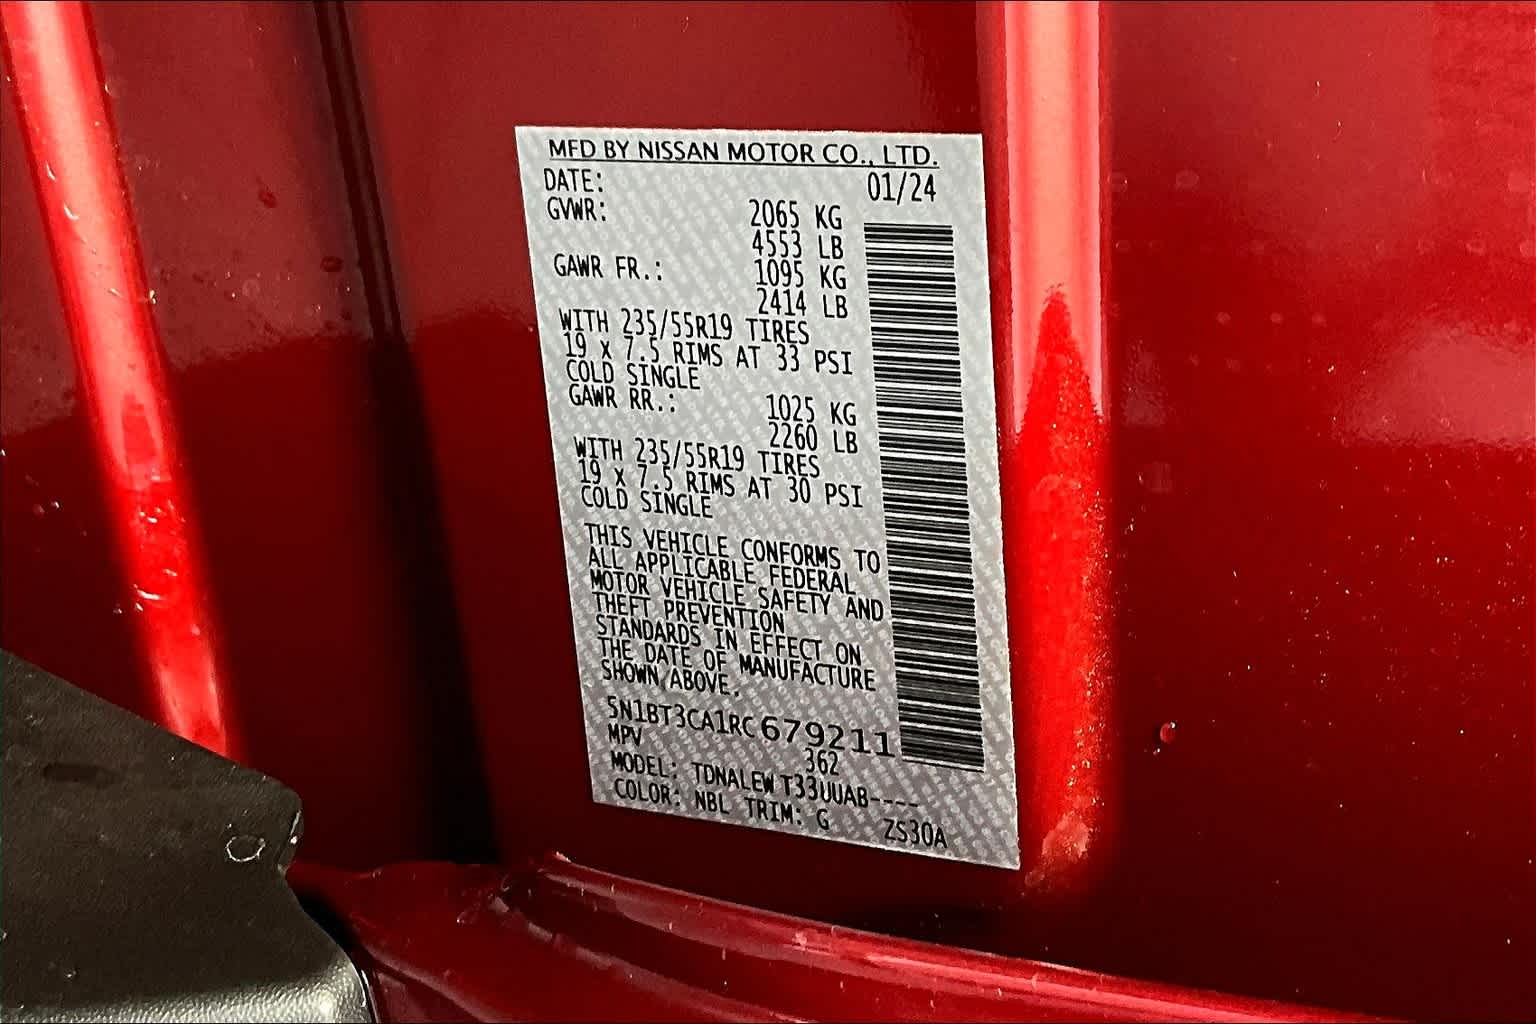 MFD BY NISSAN MOTOR CO., LTD.
DATE: 01/24
GVWR: 2065 KG
4553 LB
GAWR FR.: 1095 KG
2414 LB
WITH 235/55R19 TIRES
19 X 7.5 RIMS AT 33 PSI
COLD SINGLE
GAWR RR.: 1025 KG
2260 LB
WITH 235/55R19 TIRES
19 X 7.5 RIMS AT 30 PSI
COLD SINGLE
THIS VEHICLE CONFORMS TO
ALL APPLICABLE FEDERAL
MOTOR VEHICLE SAFETY AND
THEFT PREVENTION
STANDARDS IN EFFECT ON
THE DATE OF MANUFACTURE
SHOWN ABOVE.
5N1BT3CA1RC679211
MPV 362
MODEL: TDNALEW T33UUAB----
COLOR: NBL TRIM: G ZS30A